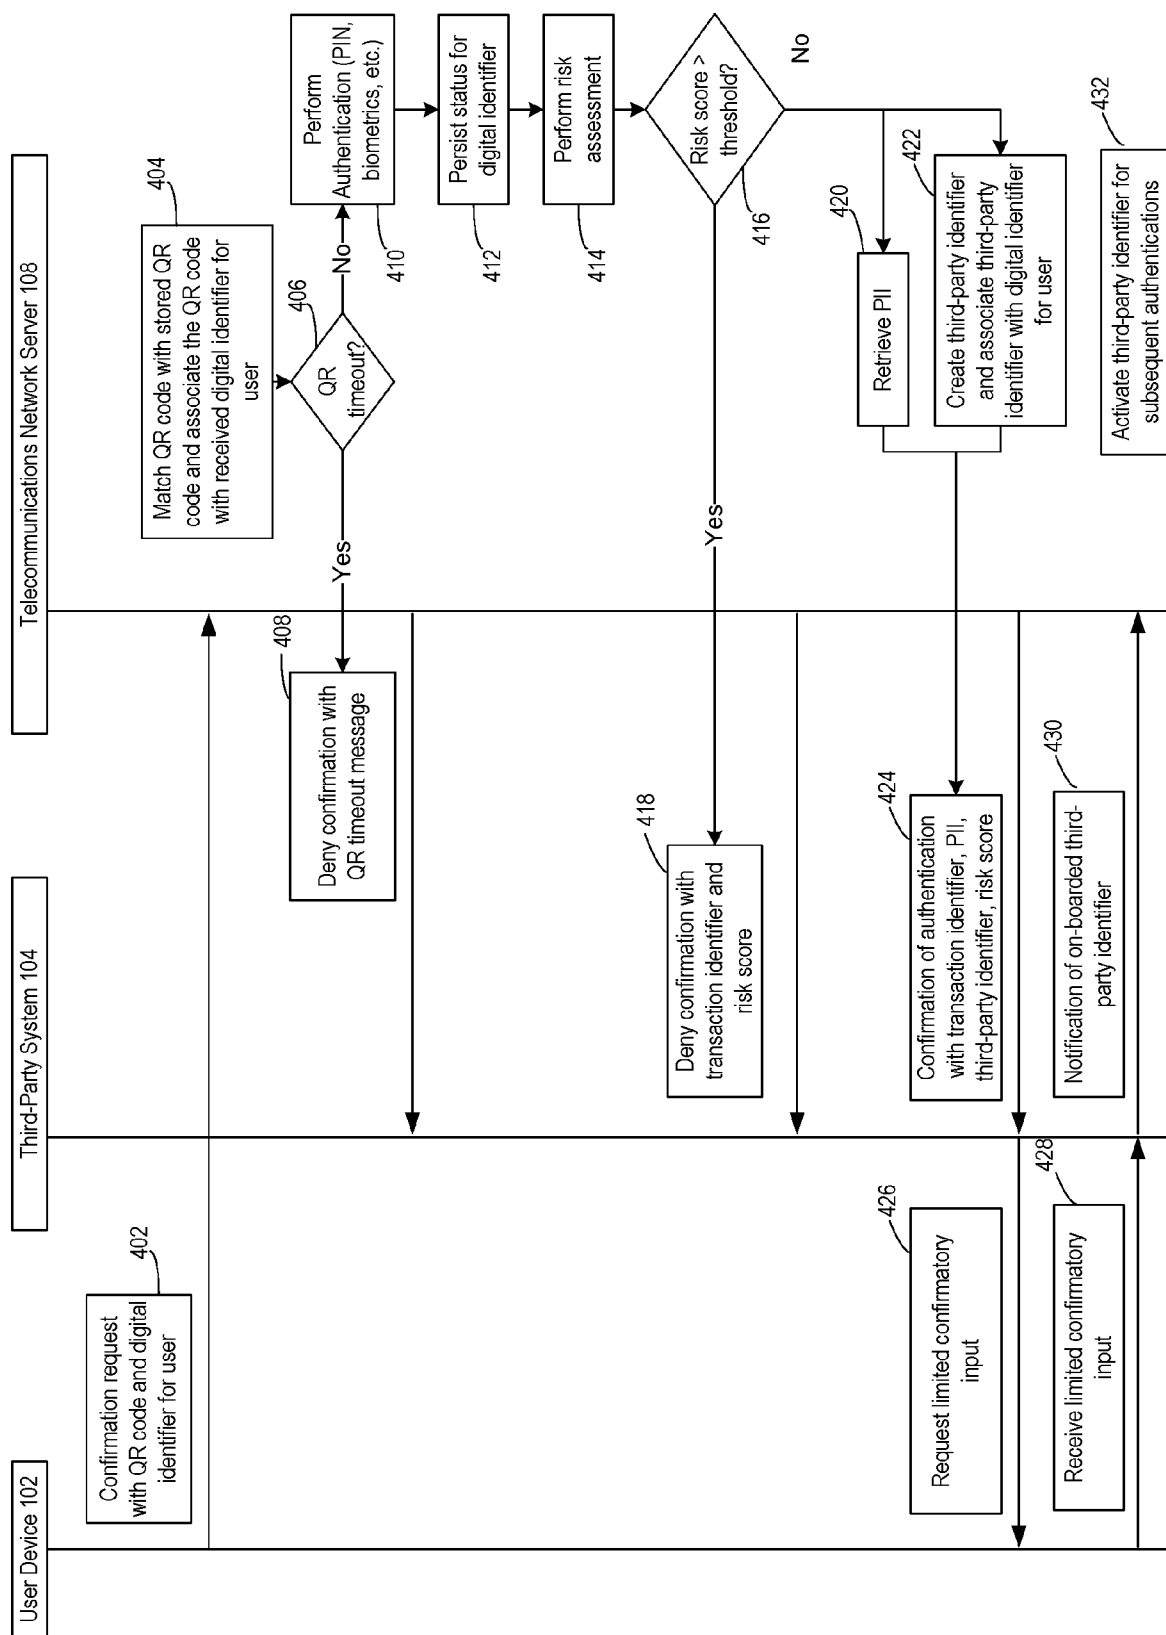 User Device 102
Third-Party System 104
Telecommunications Network Server 108
Confirmation request
with QR code and digital
identifier for user
402
404
Match QR code with stored QR
code and associate the QR code
with received digital identifier for
user
406
QR
timeout?
Yes
No
408
Deny confirmation with
QR timeout message
Perform
Authentication (PIN,
biometrics, etc.)
410
Persist status for
digital identifier
412
Perform risk
assessment
414
Risk score >
threshold?
416
Yes
No
418
Deny confirmation with
transaction identifier and
risk score
420
Retrieve PII
422
Create third-party identifier
and associate third-party
identifier with digital identifier
for user
424
Confirmation of authentication
with transaction identifier, PII,
third-party identifier, risk score
426
Request limited confirmatory
input
428
Receive limited confirmatory
input
430
Notification of on-boarded third-
party identifier
432
Activate third-party identifier for
subsequent authentications